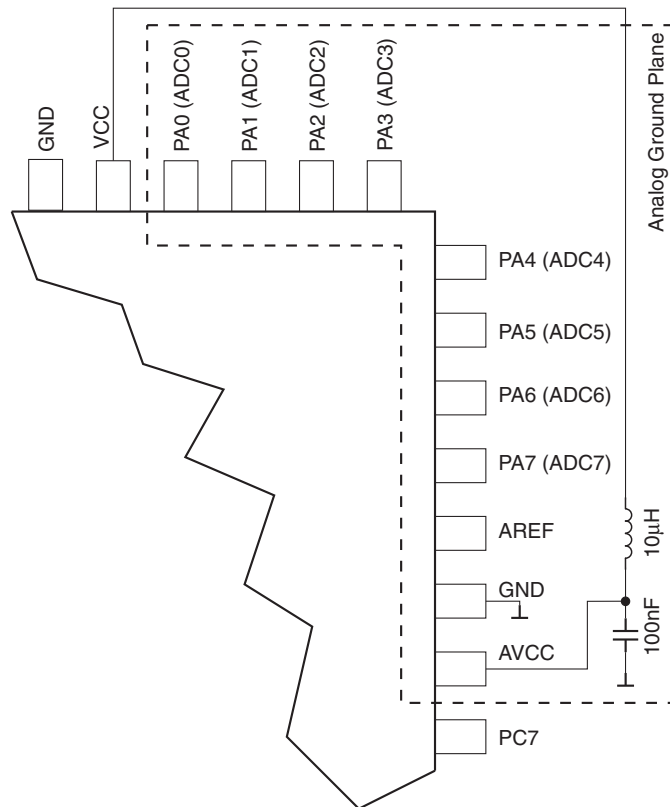 GND
VCC
PA0 (ADC0)
PA1 (ADC1)
PA2 (ADC2)
PA3 (ADC3)
Analog Ground Plane
PA4 (ADC4)
PA5 (ADC5)
PA6 (ADC6)
PA7 (ADC7)
AREF
10μH
GND
AVCC
100nF
PC7